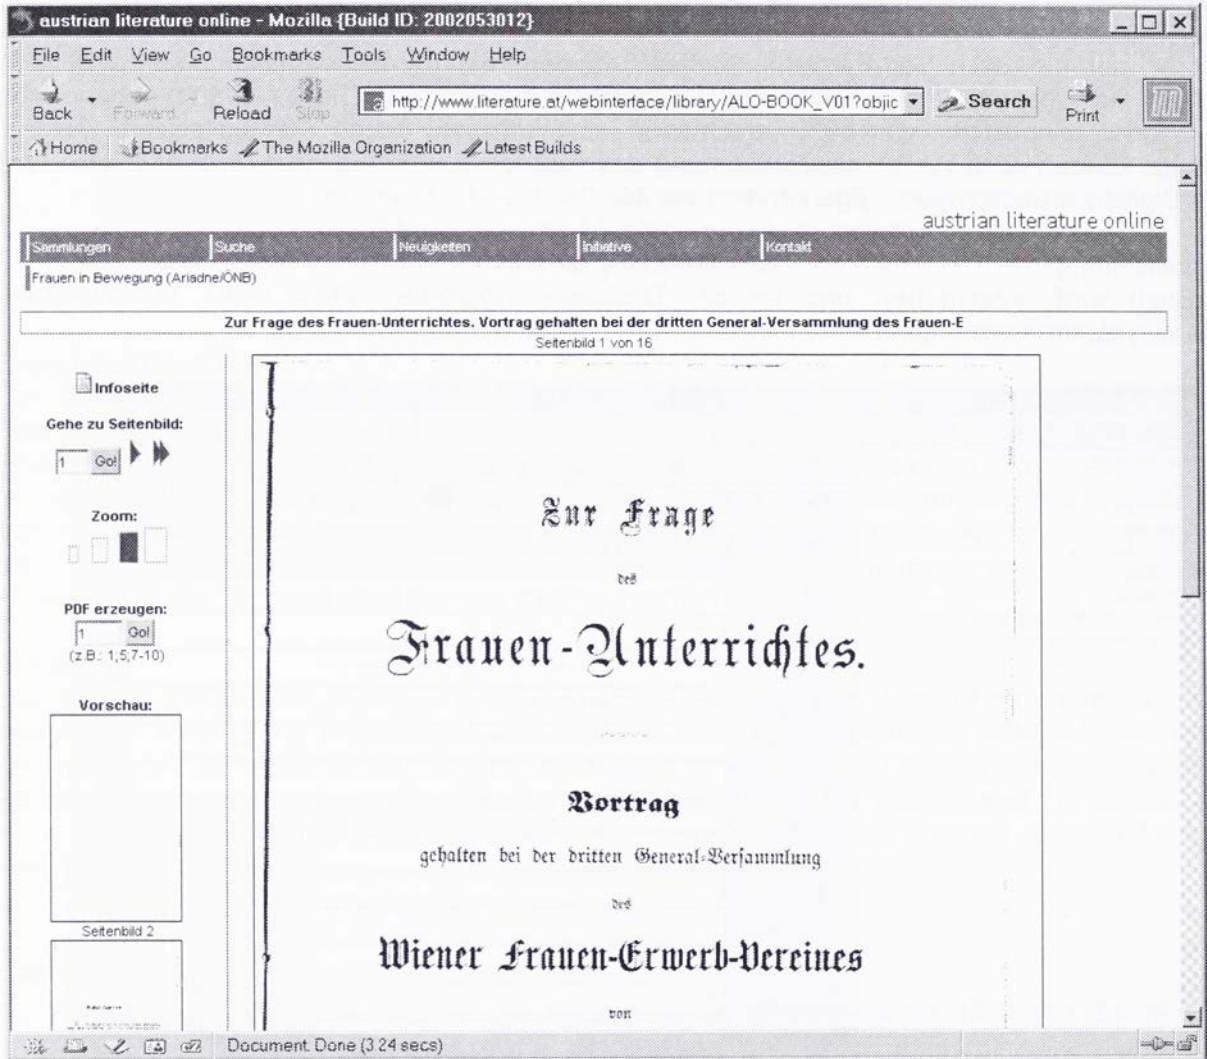 austrian literature online - Mozilla {Build ID: 2002053012}
File Edit View Go Bookmarks Tools Window Help
Back Forward Reload Stop http://www.literature.at/webinterface/library/ALO-BOOK_V01?objic Search Print
Home Bookmarks The Mozilla Organization Latest Builds
austrian literature online
Sammlungen Suche Neuigkeiten Initiative Kontakt
Frauen in Bewegung (Ariadne/ÖNB)
Zur Frage des Frauen-Unterrichtes. Vortrag gehalten bei der dritten General-Versammlung des Frauen-E
Seitenbild 1 von 16
Infoseite
Gehe zu Seitenbild:
1 Go!
Zoom:
PDF erzeugen:
1 Go!
(z.B.: 1;5;7-10)
Vorschau:
Seitenbild 2
Zur Frage
des
Frauen-Unterrichtes.
Vortrag
gehalten bei der dritten General-Versammlung
des
Wiener Frauen-Erwerb-Vereines
von
Document: Done (3.24 secs)